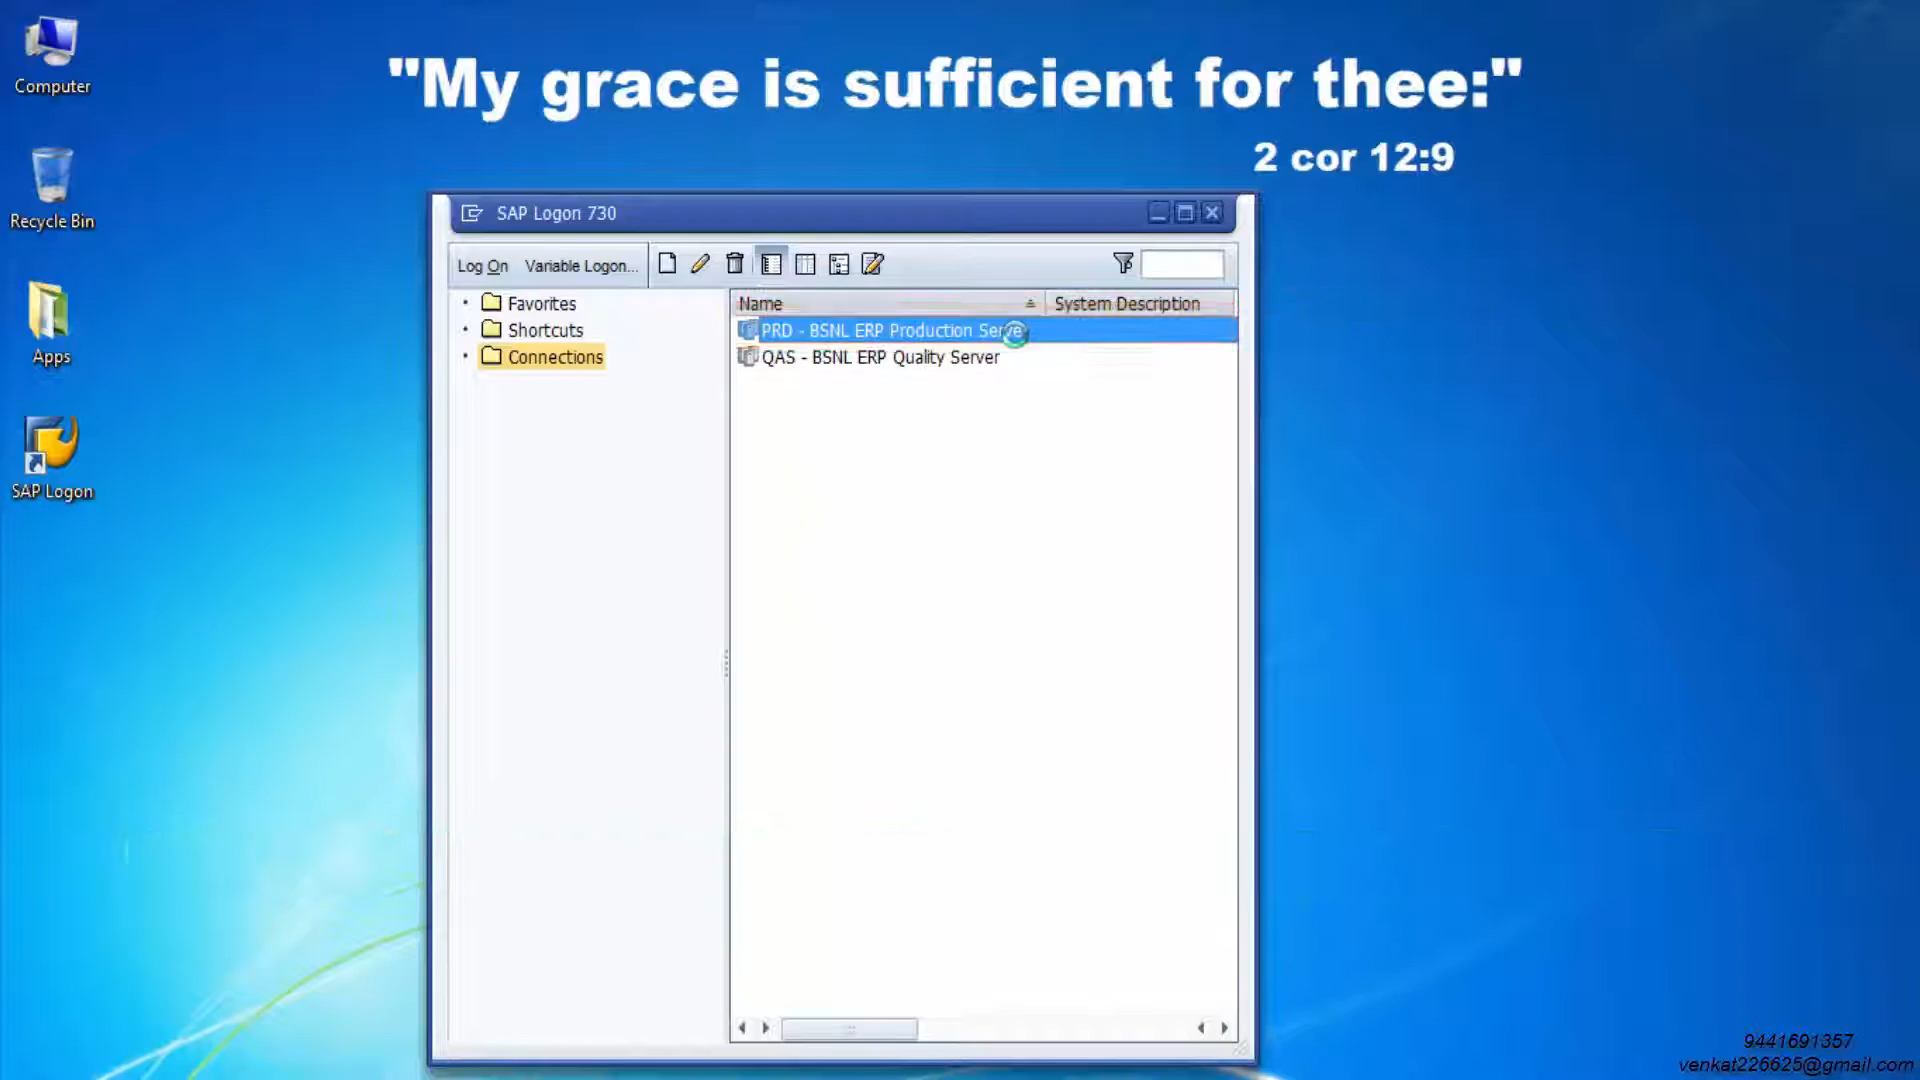 "My grace is sufficient for thee:"
2 cor 12:9
Computer
Recycle Bin
Apps
SAP Logon
SAP Logon 730
Log On Variable Logon...
Favorites
Shortcuts
Connections
Name System Description
PRD - BSNL ERP Production Serve
QAS - BSNL ERP Quality Server
9441691357
venkat226625@gmail.com